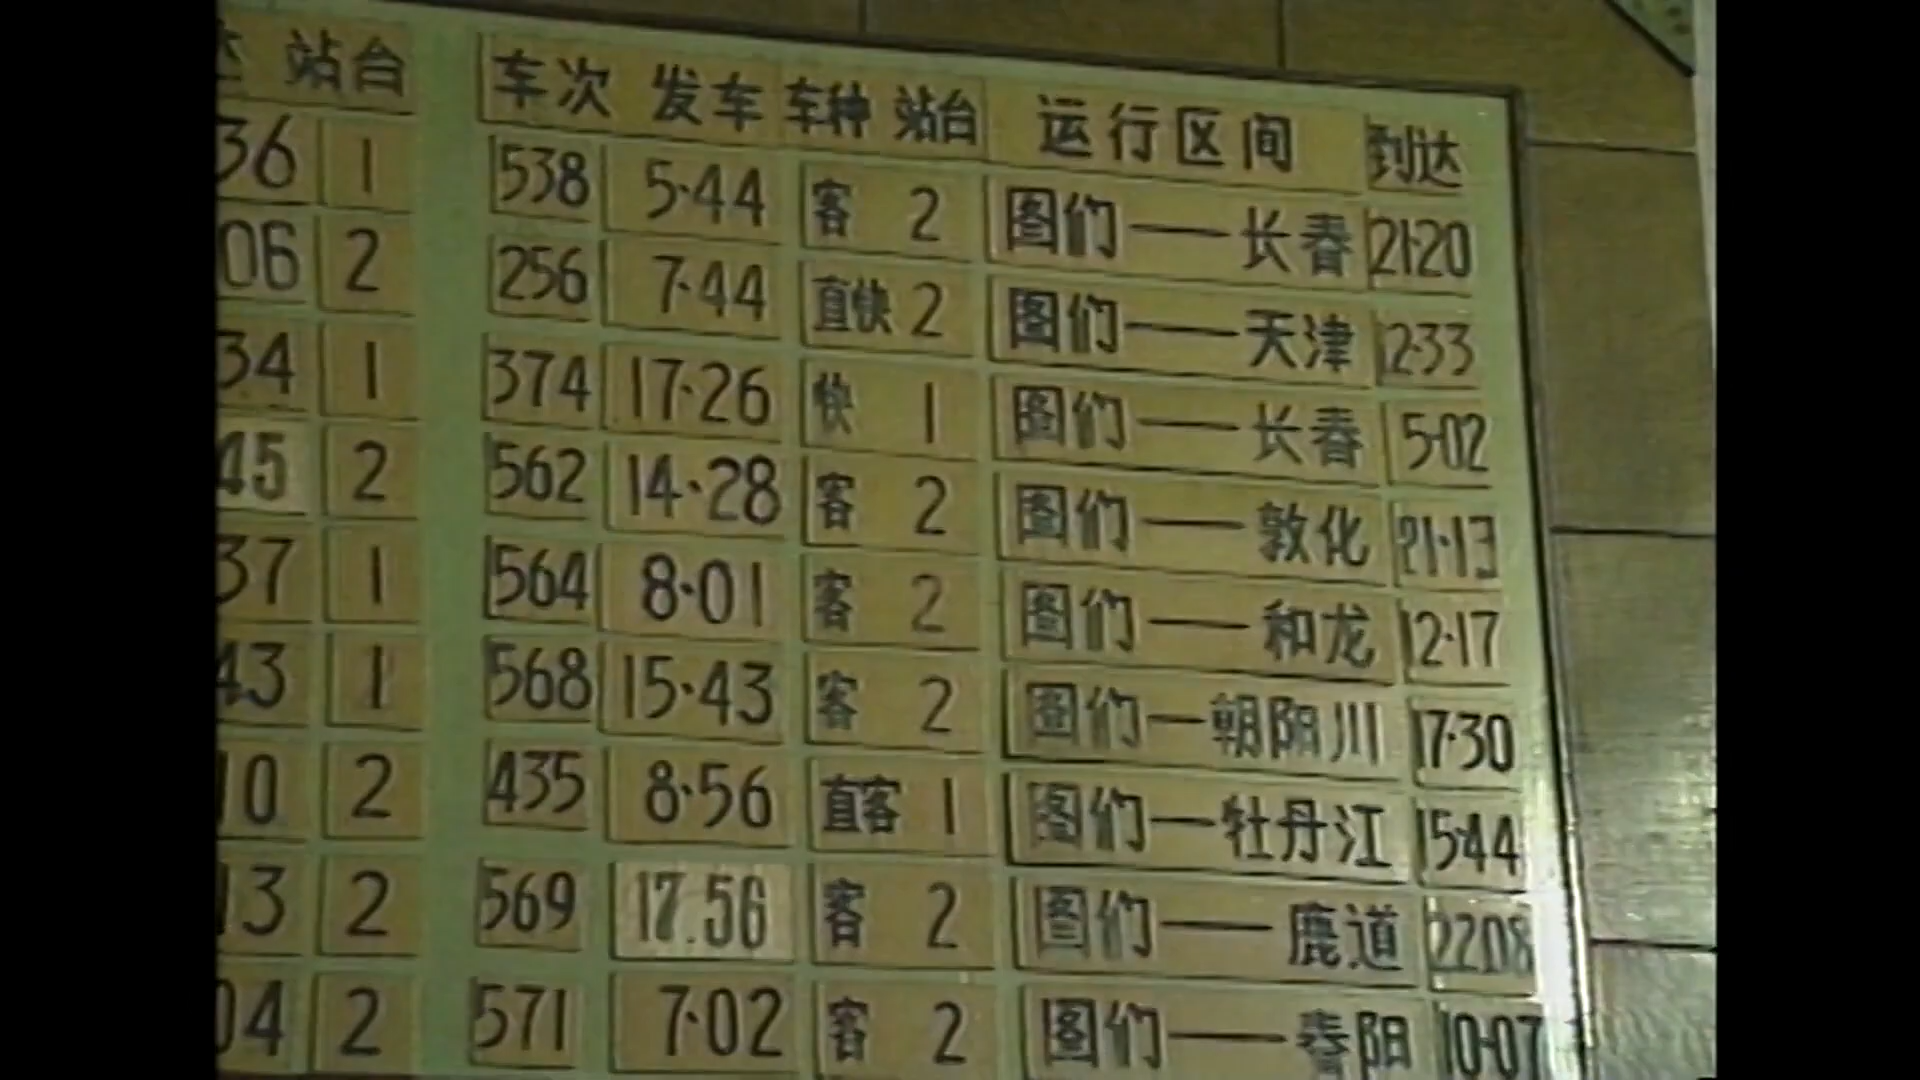 站台 车次 发车 车种 站台 运行区间 到达
36 1 538 5·44 客 2 图们——长春 21·20
06 2 256 7·44 直快 2 图们——天津 12·33
34 1 374 17·26 快 1 图们——长春 5·02
45 2 562 14·28 客 2 图们——敦化 21·13
37 1 564 8·01 客 2 图们——和龙 12·17
43 1 568 15·43 客 2 图们—朝阳川 17·30
10 2 435 8·56 直客 1 图们—牡丹江 15·44
13 2 569 17.56 客 2 图们——鹿道 2208
04 2 571 7·02 客 2 图们——春阳 10·07